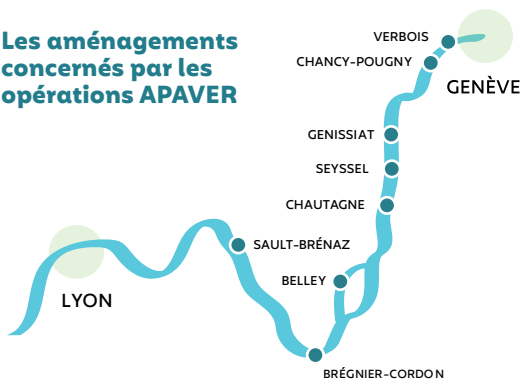 Les aménagements
concernés par les
opérations APAVER
VERBOIS
CHANCY-POUGNY
GENÈVE
GENISSIAT
SEYSSEL
CHAUTAGNE
SAULT-BRÉNAZ
BELLEY
LYON
BRÉGNIER-CORDON